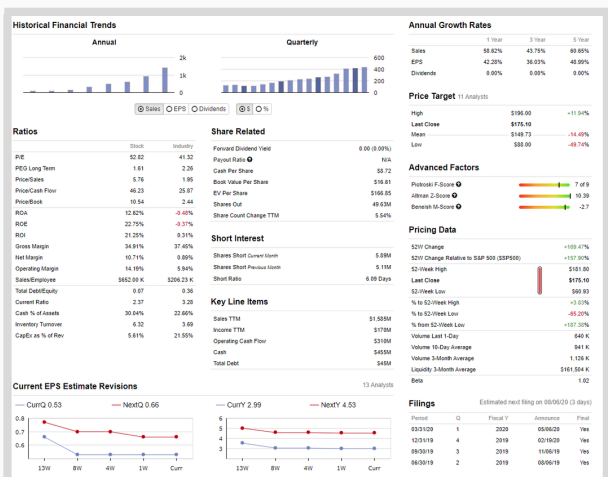 Historical Financial Trends
Annual
Quarterly
2k
1k
0
600
400
200
0
Sales EPS Dividends $ %
Ratios
Stock Industry
P/E 52.82 41.32
PEG Long Term 1.61 2.26
Price/Sales 5.76 1.95
Price/Cash Flow 46.23 25.87
Price/Book 10.54 2.44
ROA 12.62% -0.48%
ROE 22.75% -0.37%
ROI 21.25% 0.31%
Gross Margin 34.91% 37.46%
Net Margin 10.71% 0.89%
Operating Margin 14.19% 5.94%
Sales/Employee $652.00 K $206.23 K
Total Debt/Equity 0.07 0.36
Current Ratio 2.37 3.28
Cash % of Assets 30.04% 22.66%
Inventory Turnover 6.32 3.69
CapEx as % of Rev 5.61% 21.55%
Share Related
Forward Dividend Yield 0.00 (0.00%)
Payout Ratio N/A
Cash Per Share $8.72
Book Value Per Share $16.61
EV Per Share $166.85
Shares Out 49.63M
Share Count Change TTM 5.54%
Short Interest
Shares Short Current Month 5.89M
Shares Short Previous Month 5.11M
Short Ratio 6.09 Days
Key Line Items
Sales TTM $1,585M
Income TTM $170M
Operating Cash Flow $310M
Cash $455M
Total Debt $45M
Current EPS Estimate Revisions 13 Analysts
CurrQ 0.53 NextQ 0.66
0.8
0.7
0.6
13W 8W 4W 1W Curr
CurrY 2.99 NextY 4.53
6
5
4
3
13W 8W 4W 1W Curr
Annual Growth Rates
1 Year 3 Year 5 Year
Sales 58.62% 43.75% 60.65%
EPS 42.28% 36.03% 48.99%
Dividends 0.00% 0.00% 0.00%
Price Target 11 Analysts
High $196.00 +11.94%
Last Close $175.10
Mean $149.73 -14.49%
Low $88.00 -49.74%
Advanced Factors
Piotroski F-Score 7 of 9
Altman Z-Score 10.39
Beneish M-Score -2.7
Pricing Data
52W Change +169.47%
52W Change Relative to S&P 500 (SSP500) +157.90%
52-Week High $181.80
Last Close $175.10
52-Week Low $60.93
% to 52-Week High +3.83%
% to 52-Week Low -65.20%
% from 52-Week Low +187.38%
Volume Last 1-Day 640 K
Volume 10-Day Average 941 K
Volume 3-Month Average 1,126 K
Liquidity 3-Month Average $161,504 K
Beta 1.02
Filings Estimated next filing on 08/06/20 (3 days)
Period Q Fiscal Y Announce Final
03/31/20 1 2020 05/06/20 Yes
12/31/19 4 2019 02/19/20 Yes
09/30/19 3 2019 11/06/19 Yes
06/30/19 2 2019 08/06/19 Yes